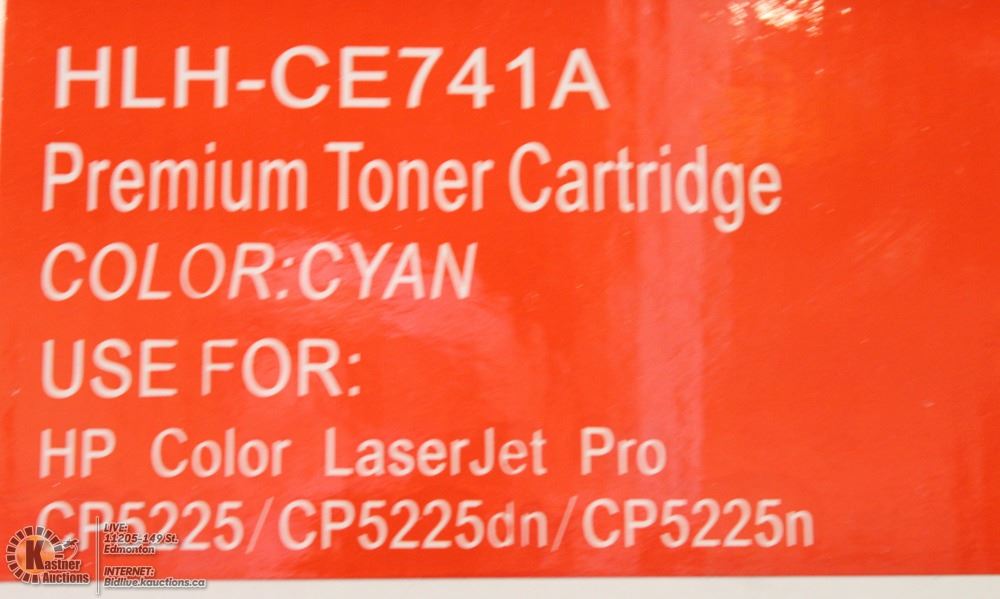 HLH-CE741A
Premium Toner Cartridge
COLOR:CYAN
USE FOR:
HP Color LaserJet Pro
CP5225/CP5225dn/CP5225n
Kastner
Auctions
LIVE:
11205-149 St.
Edmonton
INTERNET:
Bidlive.kauctions.ca